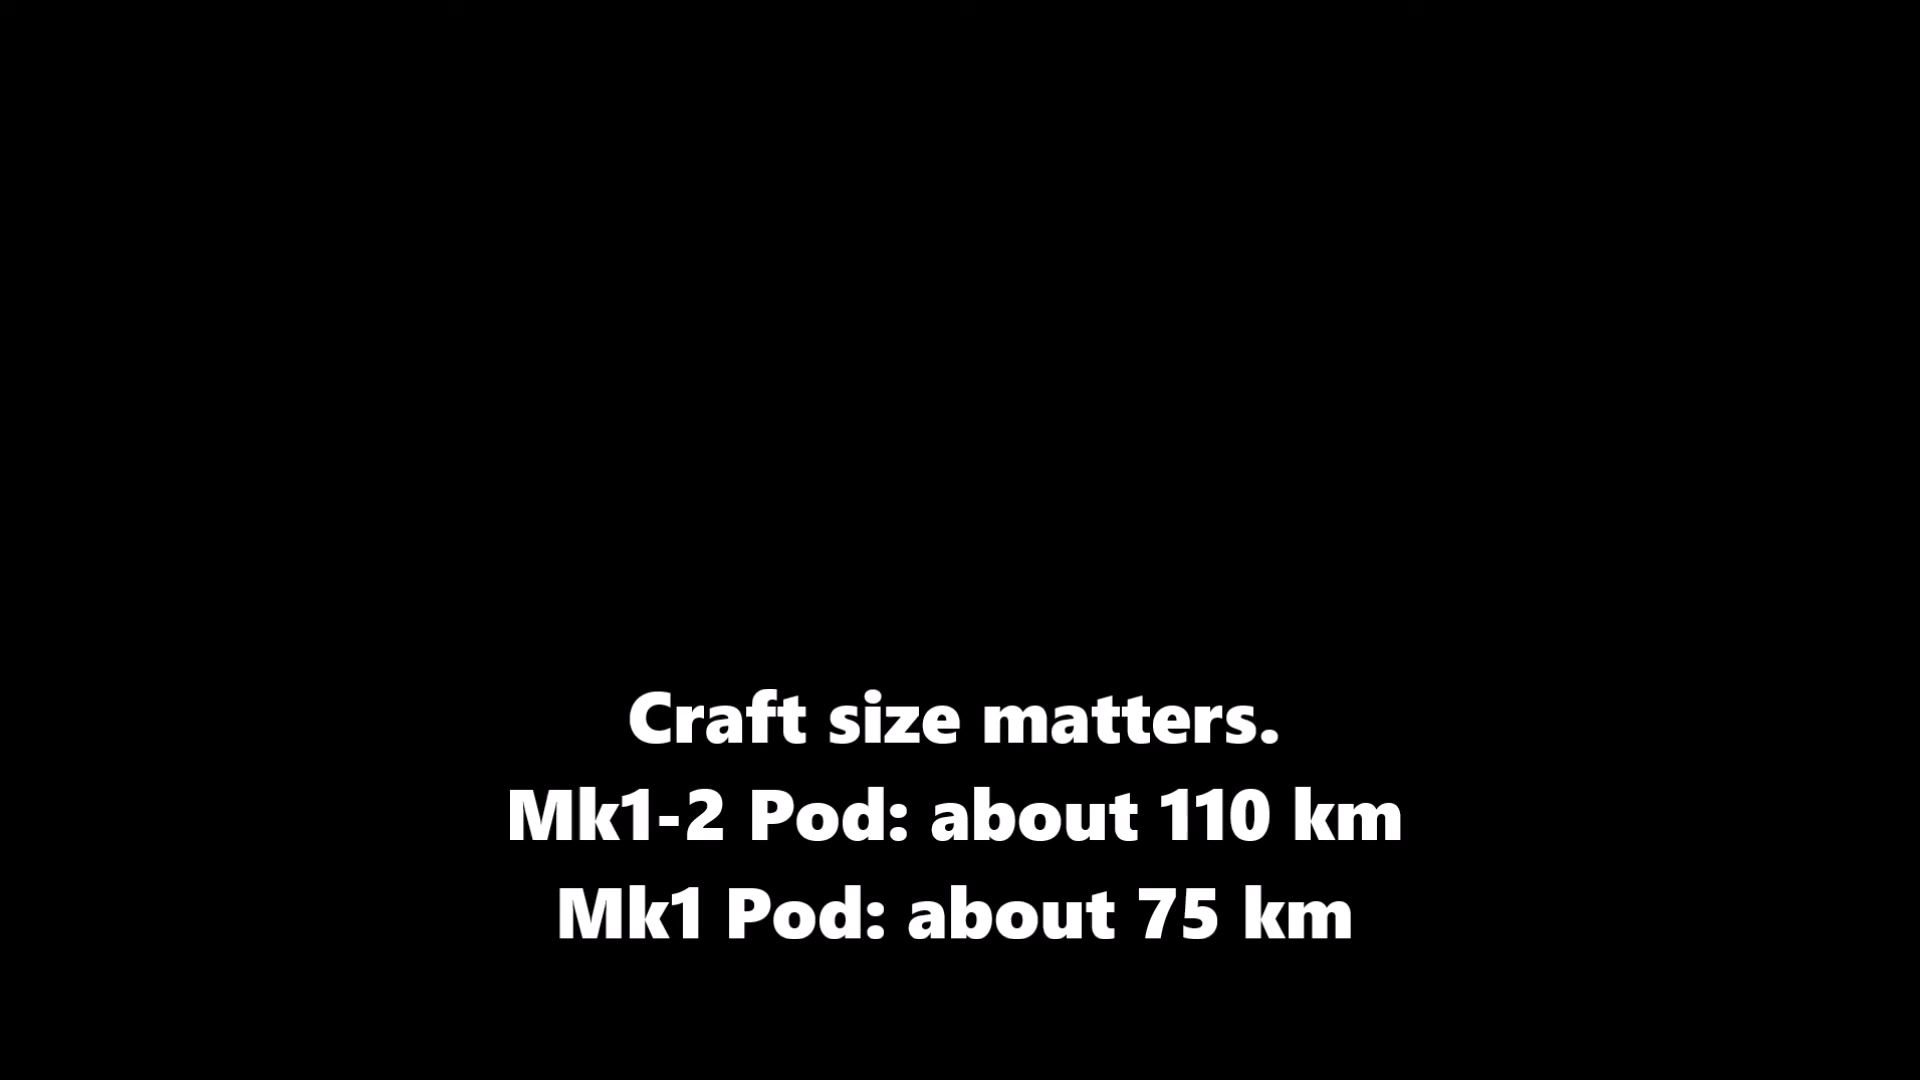 Craft size matters.
Mk1-2 Pod: about 110 km
Mk1 Pod: about 75 km